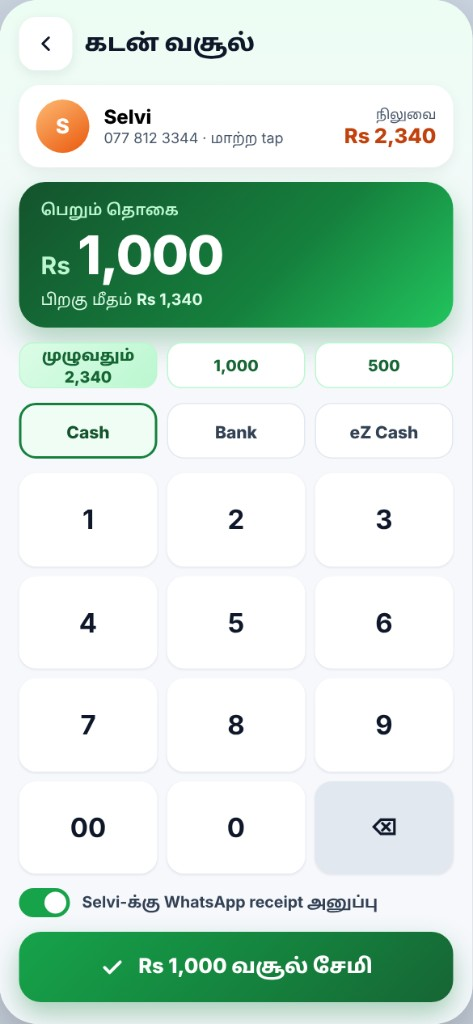 கடன் வசூல்
S
Selvi
077 812 3344 · மாற்ற tap
நிலுவை
Rs 2,340
பெறும் தொகை
Rs 1,000
பிறகு மீதம் Rs 1,340
முழுவதும்
2,340
1,000
500
Cash
Bank
eZ Cash
1
2
3
4
5
6
7
8
9
00
0
Selvi-க்கு WhatsApp receipt அனுப்பு
Rs 1,000 வசூல் சேமி